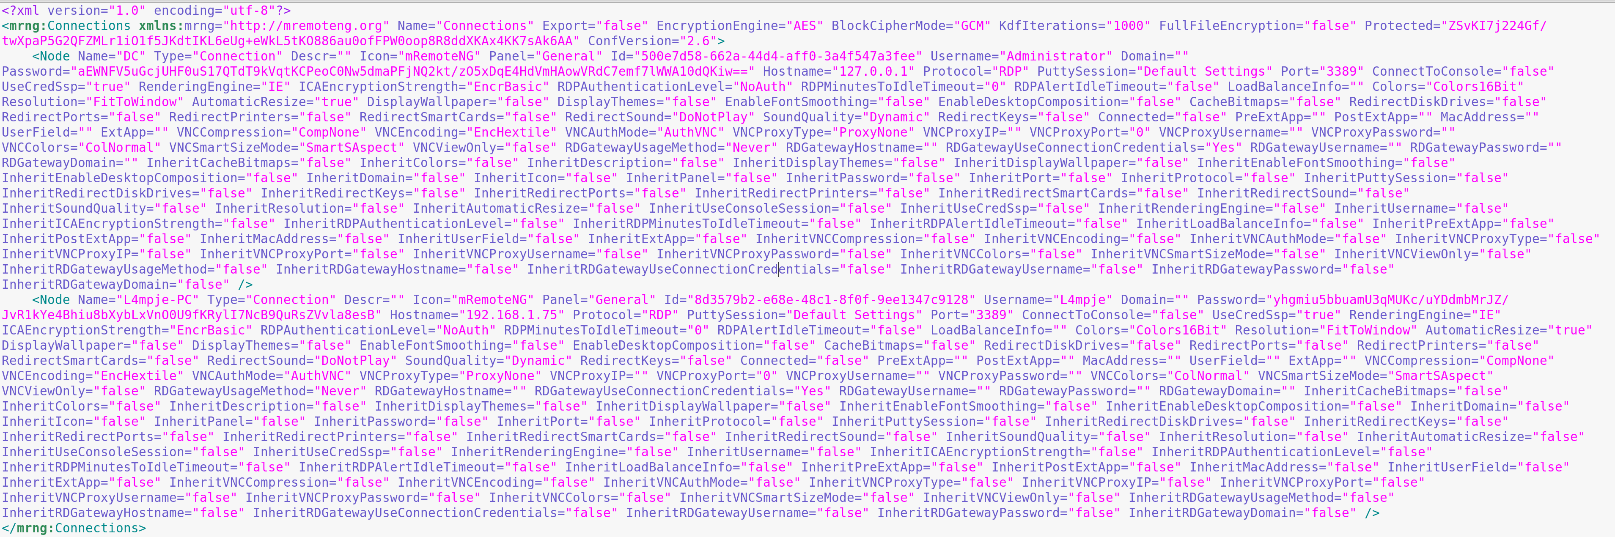 <?xml version="1.0" encoding="utf-8"?>
<mrng:Connections xmlns:mrng="http://mremoteng.org" Name="Connections" Export="false" EncryptionEngine="AES" BlockCipherMode="GCM" KdfIterations="1000" FullFileEncryption="false" Protected="ZSvKI7j224Gf/
twXpaP5G2QFZMLr1iO1f5JKdtIKL6eUg+eWkL5tKO886au0ofFPW0oop8R8ddXKAx4KK7sAk6AA" ConfVersion="2.6">
<Node Name="DC" Type="Connection" Descr="" Icon="mRemoteNG" Panel="General" Id="500e7d58-662a-44d4-aff0-3a4f547a3fee" Username="Administrator" Domain=""
Password="aEWNFV5uGcjUHF0uS17QTdT9kVqtKCPeoC0Nw5dmaPFjNQ2kt/zO5xDqE4HdVmHAowVRdC7emf7lWWA10dQKiw==" Hostname="127.0.0.1" Protocol="RDP" PuttySession="Default Settings" Port="3389" ConnectToConsole="false"
UseCredSsp="true" RenderingEngine="IE" ICAEncryptionStrength="EncrBasic" RDPAuthenticationLevel="NoAuth" RDPMinutesToIdleTimeout="0" RDPAlertIdleTimeout="false" LoadBalanceInfo="" Colors="Colors16Bit"
Resolution="FitToWindow" AutomaticResize="true" DisplayWallpaper="false" DisplayThemes="false" EnableFontSmoothing="false" EnableDesktopComposition="false" CacheBitmaps="false" RedirectDiskDrives="false"
RedirectPorts="false" RedirectPrinters="false" RedirectSmartCards="false" RedirectSound="DoNotPlay" SoundQuality="Dynamic" RedirectKeys="false" Connected="false" PreExtApp="" PostExtApp="" MacAddress=""
UserField="" ExtApp="" VNCCompression="CompNone" VNCEncoding="EncHextile" VNCAuthMode="AuthVNC" VNCProxyType="ProxyNone" VNCProxyIP="" VNCProxyPort="0" VNCProxyUsername="" VNCProxyPassword=""
VNCColors="ColNormal" VNCSmartSizeMode="SmartSAspect" VNCViewOnly="false" RDGatewayUsageMethod="Never" RDGatewayHostname="" RDGatewayUseConnectionCredentials="Yes" RDGatewayUsername="" RDGatewayPassword=""
RDGatewayDomain="" InheritCacheBitmaps="false" InheritColors="false" InheritDescription="false" InheritDisplayThemes="false" InheritDisplayWallpaper="false" InheritEnableFontSmoothing="false"
InheritEnableDesktopComposition="false" InheritDomain="false" InheritIcon="false" InheritPanel="false" InheritPassword="false" InheritPort="false" InheritProtocol="false" InheritPuttySession="false"
InheritRedirectDiskDrives="false" InheritRedirectKeys="false" InheritRedirectPorts="false" InheritRedirectPrinters="false" InheritRedirectSmartCards="false" InheritRedirectSound="false"
InheritSoundQuality="false" InheritResolution="false" InheritAutomaticResize="false" InheritUseConsoleSession="false" InheritUseCredSsp="false" InheritRenderingEngine="false" InheritUsername="false"
InheritICAEncryptionStrength="false" InheritRDPAuthenticationLevel="false" InheritRDPMinutesToIdleTimeout="false" InheritRDPAlertIdleTimeout="false" InheritLoadBalanceInfo="false" InheritPreExtApp="false"
InheritPostExtApp="false" InheritMacAddress="false" InheritUserField="false" InheritExtApp="false" InheritVNCCompression="false" InheritVNCEncoding="false" InheritVNCAuthMode="false" InheritVNCProxyType="false"
InheritVNCProxyIP="false" InheritVNCProxyPort="false" InheritVNCProxyUsername="false" InheritVNCProxyPassword="false" InheritVNCColors="false" InheritVNCSmartSizeMode="false" InheritVNCViewOnly="false"
InheritRDGatewayUsageMethod="false" InheritRDGatewayHostname="false" InheritRDGatewayUseConnectionCredentials="false" InheritRDGatewayUsername="false" InheritRDGatewayPassword="false"
InheritRDGatewayDomain="false" />
<Node Name="L4mpje-PC" Type="Connection" Descr="" Icon="mRemoteNG" Panel="General" Id="8d3579b2-e68e-48c1-8f0f-9ee1347c9128" Username="L4mpje" Domain="" Password="yhgmiu5bbuamU3qMUKc/uYDdmbMrJZ/
JvR1kYe4Bhiu8bXybLxVnO0U9fKRylI7NcB9QuRsZVvla8esB" Hostname="192.168.1.75" Protocol="RDP" PuttySession="Default Settings" Port="3389" ConnectToConsole="false" UseCredSsp="true" RenderingEngine="IE"
ICAEncryptionStrength="EncrBasic" RDPAuthenticationLevel="NoAuth" RDPMinutesToIdleTimeout="0" RDPAlertIdleTimeout="false" LoadBalanceInfo="" Colors="Colors16Bit" Resolution="FitToWindow" AutomaticResize="true"
DisplayWallpaper="false" DisplayThemes="false" EnableFontSmoothing="false" EnableDesktopComposition="false" CacheBitmaps="false" RedirectDiskDrives="false" RedirectPorts="false" RedirectPrinters="false"
RedirectSmartCards="false" RedirectSound="DoNotPlay" SoundQuality="Dynamic" RedirectKeys="false" Connected="false" PreExtApp="" PostExtApp="" MacAddress="" UserField="" ExtApp="" VNCCompression="CompNone"
VNCEncoding="EncHextile" VNCAuthMode="AuthVNC" VNCProxyType="ProxyNone" VNCProxyIP="" VNCProxyPort="0" VNCProxyUsername="" VNCProxyPassword="" VNCColors="ColNormal" VNCSmartSizeMode="SmartSAspect"
VNCViewOnly="false" RDGatewayUsageMethod="Never" RDGatewayHostname="" RDGatewayUseConnectionCredentials="Yes" RDGatewayUsername="" RDGatewayPassword="" RDGatewayDomain="" InheritCacheBitmaps="false"
InheritColors="false" InheritDescription="false" InheritDisplayThemes="false" InheritDisplayWallpaper="false" InheritEnableFontSmoothing="false" InheritEnableDesktopComposition="false" InheritDomain="false"
InheritIcon="false" InheritPanel="false" InheritPassword="false" InheritPort="false" InheritProtocol="false" InheritPuttySession="false" InheritRedirectDiskDrives="false" InheritRedirectKeys="false"
InheritRedirectPorts="false" InheritRedirectPrinters="false" InheritRedirectSmartCards="false" InheritRedirectSound="false" InheritSoundQuality="false" InheritResolution="false" InheritAutomaticResize="false"
InheritUseConsoleSession="false" InheritUseCredSsp="false" InheritRenderingEngine="false" InheritUsername="false" InheritICAEncryptionStrength="false" InheritRDPAuthenticationLevel="false"
InheritRDPMinutesToIdleTimeout="false" InheritRDPAlertIdleTimeout="false" InheritLoadBalanceInfo="false" InheritPreExtApp="false" InheritPostExtApp="false" InheritMacAddress="false" InheritUserField="false"
InheritExtApp="false" InheritVNCCompression="false" InheritVNCEncoding="false" InheritVNCAuthMode="false" InheritVNCProxyType="false" InheritVNCProxyIP="false" InheritVNCProxyPort="false"
InheritVNCProxyUsername="false" InheritVNCProxyPassword="false" InheritVNCColors="false" InheritVNCSmartSizeMode="false" InheritVNCViewOnly="false" InheritRDGatewayUsageMethod="false"
InheritRDGatewayHostname="false" InheritRDGatewayUseConnectionCredentials="false" InheritRDGatewayUsername="false" InheritRDGatewayPassword="false" InheritRDGatewayDomain="false" />
</mrng:Connections>